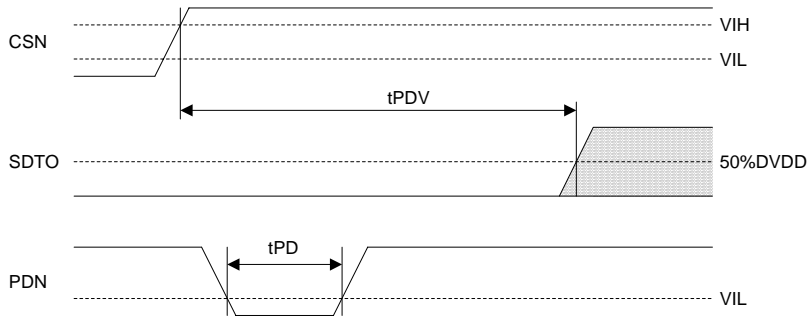 VIH
CSN
VIL
tPDV
SDTO
50%DVDD
tPD
PDN
VIL